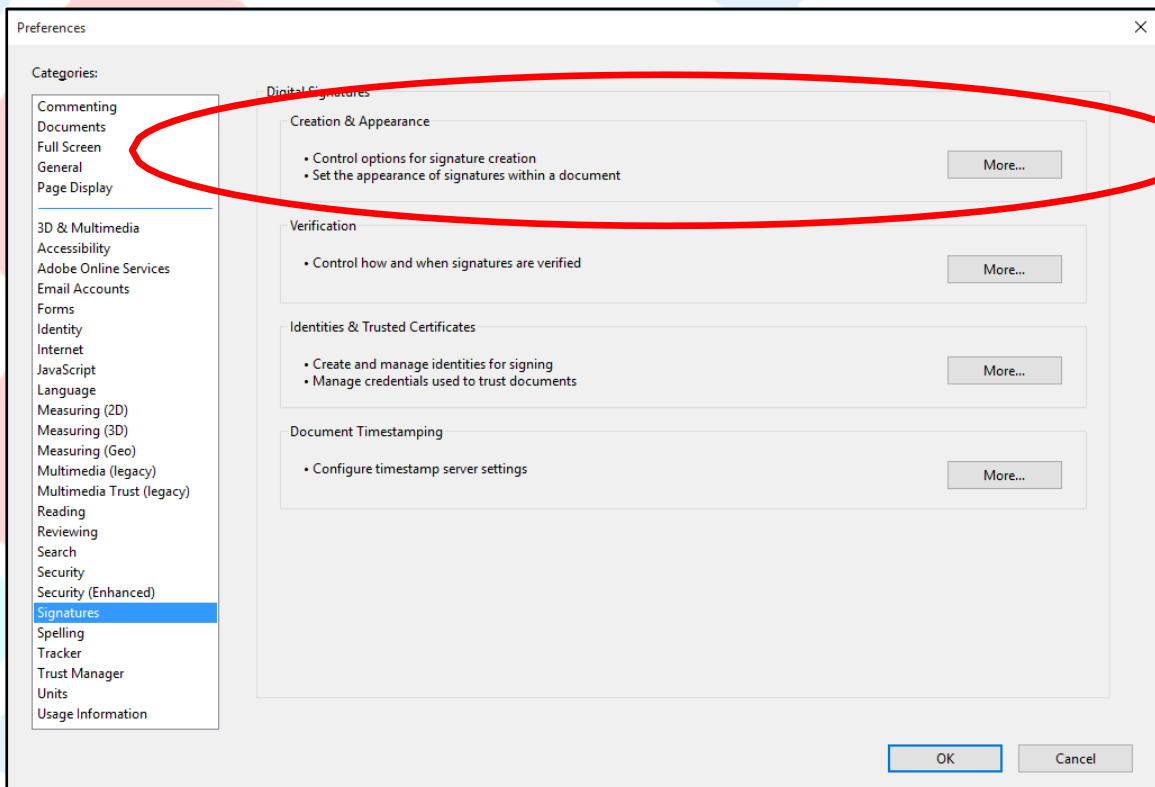 Preferences
Categories:
Commenting
Documents
Full Screen
General
Page Display
3D & Multimedia
Accessibility
Adobe Online Services
Email Accounts
Forms
Identity
Internet
JavaScript
Language
Measuring (2D)
Measuring (3D)
Measuring (Geo)
Multimedia (legacy)
Multimedia Trust (legacy)
Reading
Reviewing
Search
Security
Security (Enhanced)
Signatures
Spelling
Tracker
Trust Manager
Units
Usage Information
Digital Signatures
Creation & Appearance
• Control options for signature creation
• Set the appearance of signatures within a document
More...
Verification
• Control how and when signatures are verified
More...
Identities & Trusted Certificates
• Create and manage identities for signing
• Manage credentials used to trust documents
More...
Document Timestamping
• Configure timestamp server settings
More...
OK
Cancel